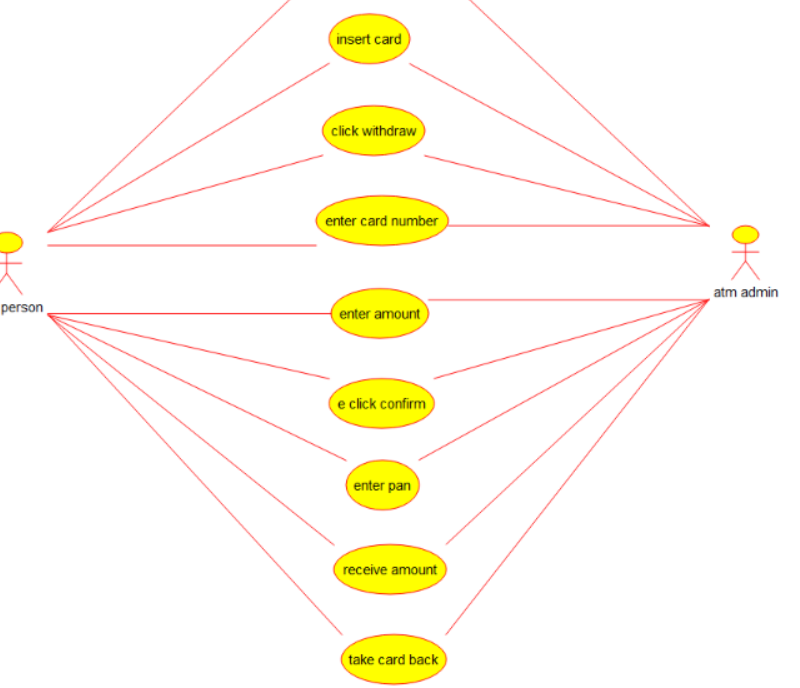 insert card
click withdraw
enter card number
person
atm admin
enter amount
e click confirm
enter pan
receive amount
take card back